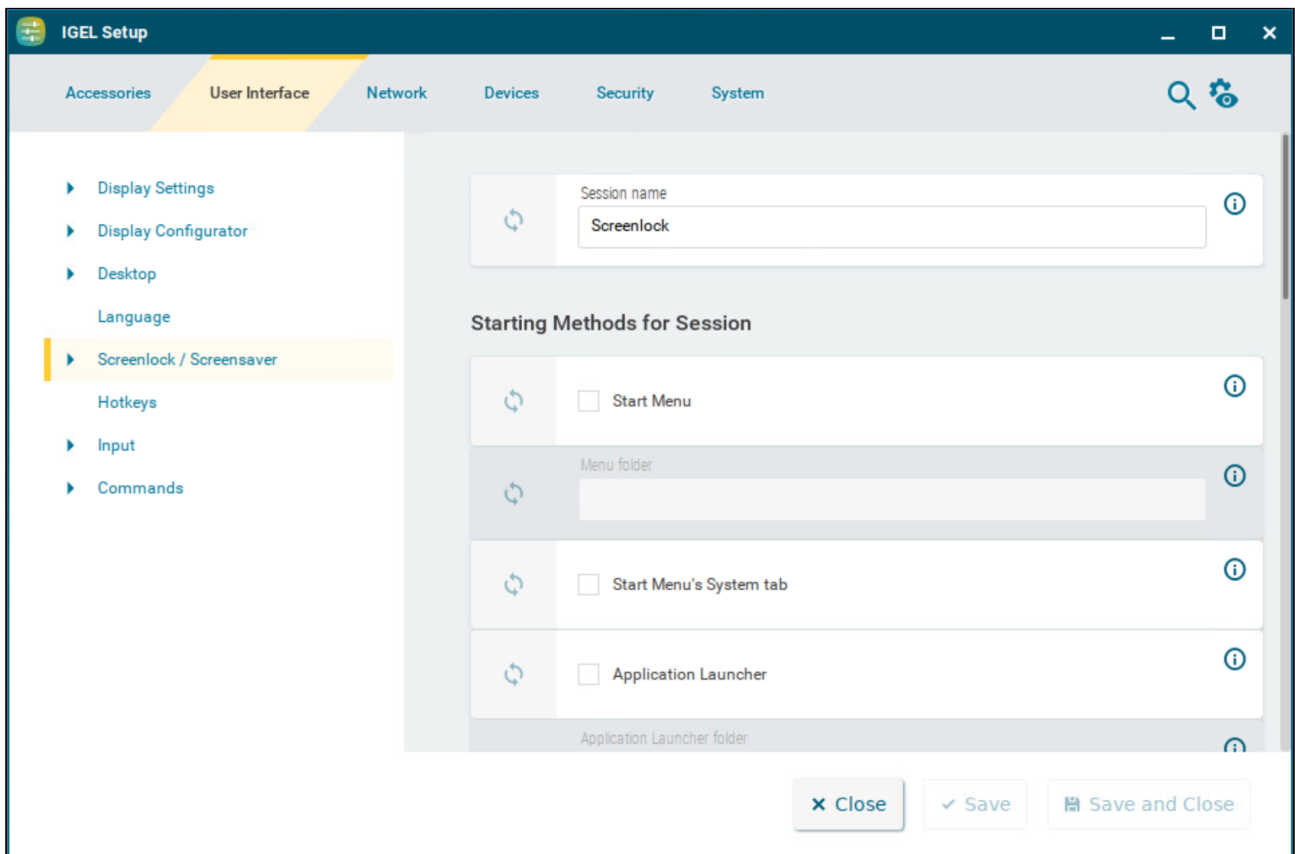 IGEL Setup
Accessories
User Interface
Network
Devices
Security
System
Display Settings
Display Configurator
Desktop
Language
Screenlock / Screensaver
Hotkeys
Input
Commands
Session name
Screenlock
Starting Methods for Session
Start Menu
Menu folder
Start Menu's System tab
Application Launcher
Application Launcher folder
Close
Save
Save and Close